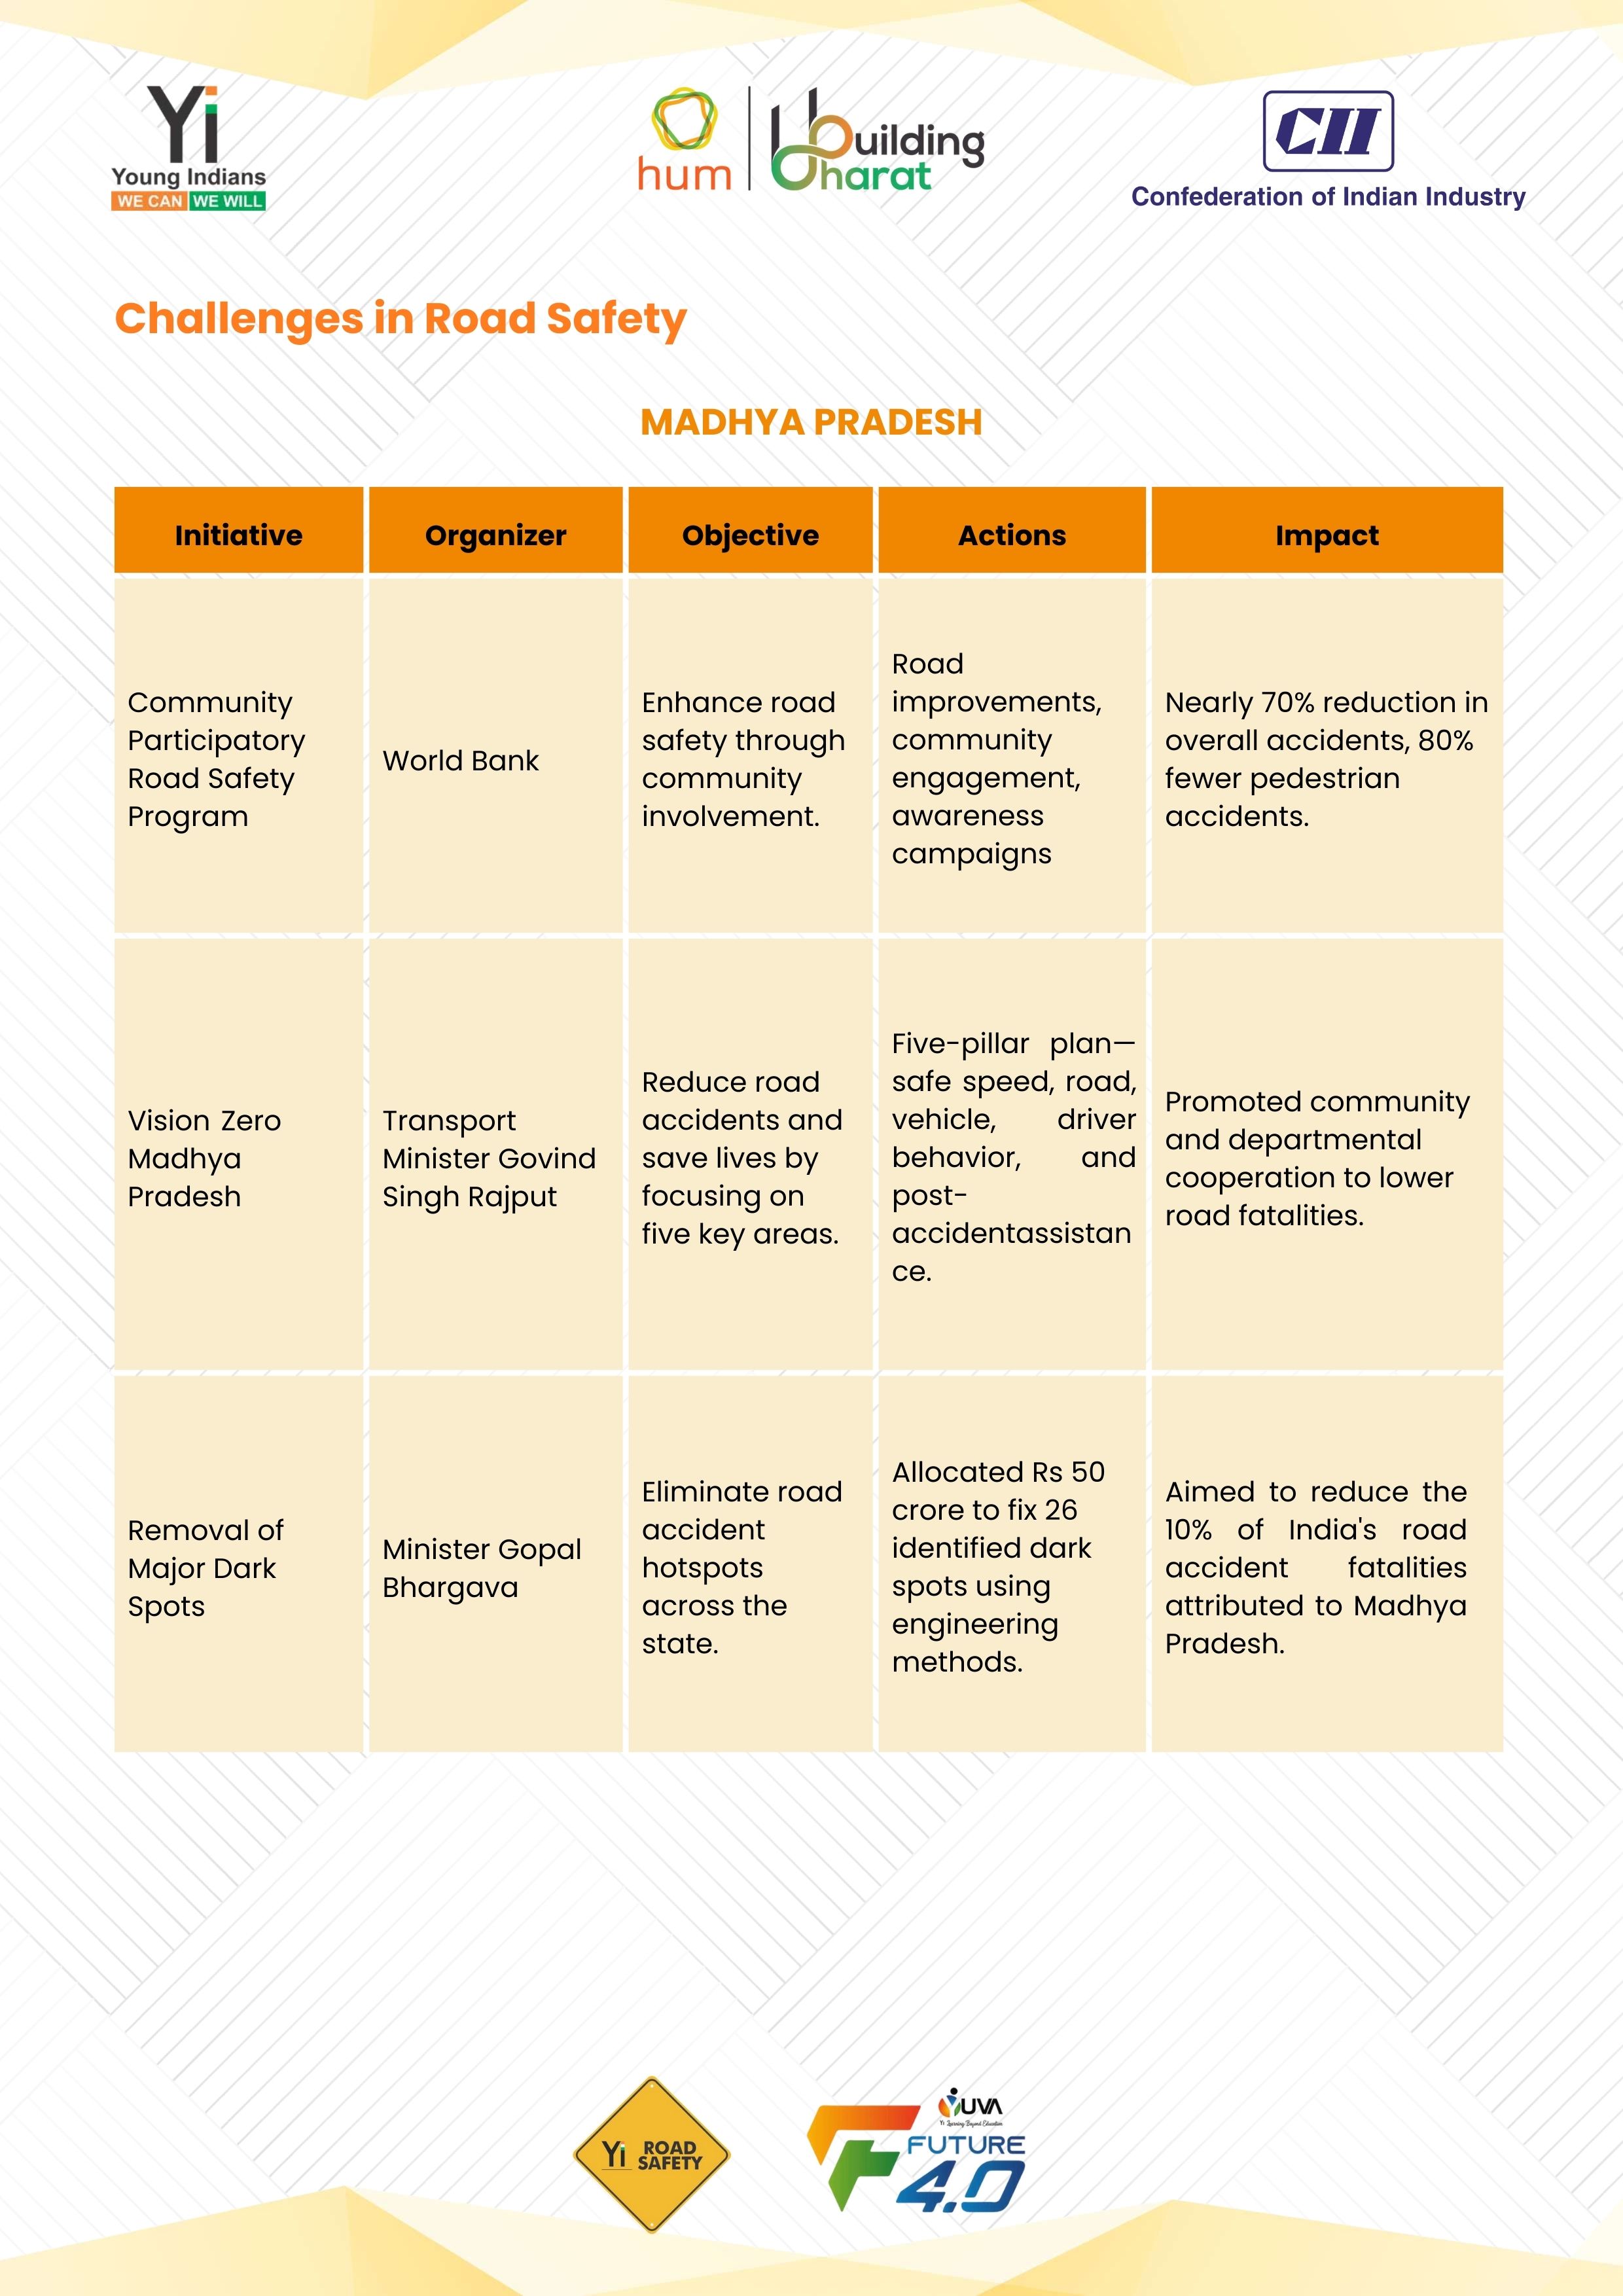 Yi
Young Indians
WE CAN WE WILL
hum
Building
Bharat
CII
Confederation of Indian Industry
Challenges in Road Safety
MADHYA PRADESH
Initiative
Organizer
Objective
Actions
Impact
Community
Participatory
Road Safety
Program
World Bank
Enhance road
safety through
community
involvement.
Road
improvements,
community
engagement,
awareness
campaigns
Nearly 70% reduction in
overall accidents, 80%
fewer pedestrian
accidents.
Vision Zero
Madhya
Pradesh
Transport
Minister Govind
Singh Rajput
Reduce road
accidents and
save lives by
focusing on
five key areas.
Five-pillar plan—
safe speed, road,
vehicle, driver
behavior, and
post-
accidentassistan
ce.
Promoted community
and departmental
cooperation to lower
road fatalities.
Removal of
Major Dark
Spots
Minister Gopal
Bhargava
Eliminate road
accident
hotspots
across the
state.
Allocated Rs 50
crore to fix 26
identified dark
spots using
engineering
methods.
Aimed to reduce the
10% of India's road
accident fatalities
attributed to Madhya
Pradesh.
Yi ROAD
SAFETY
YUVA
Yi Learning Beyond Education
FUTURE
4.0